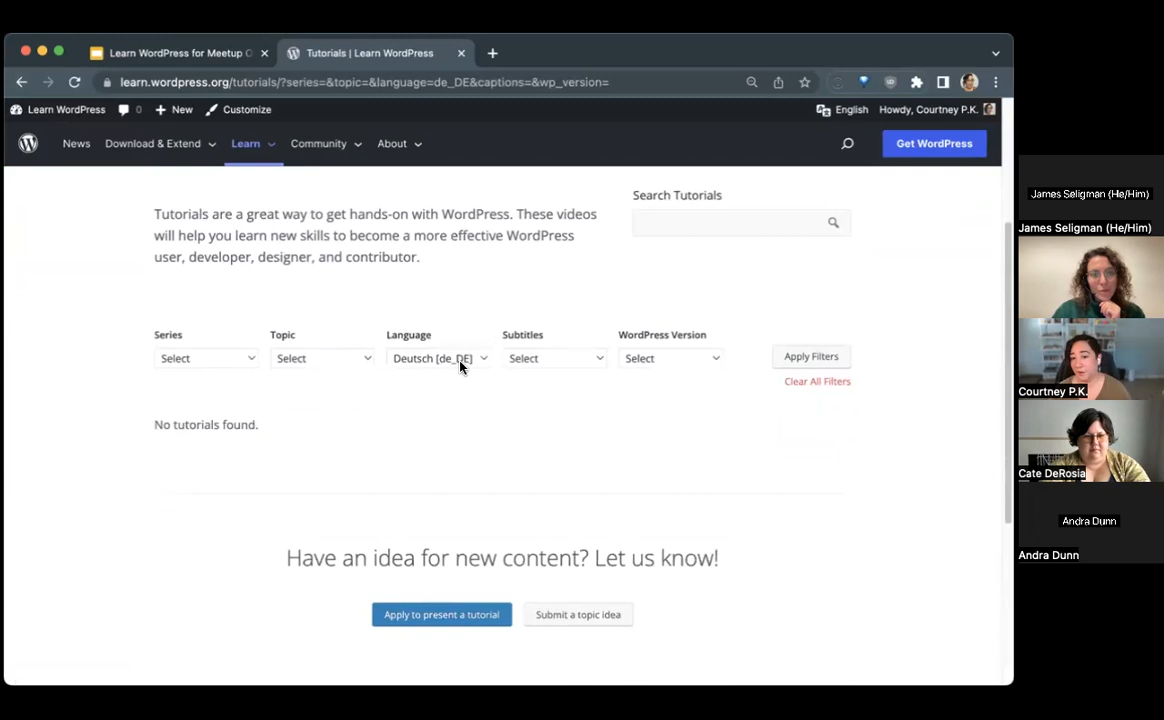 Learn WordPress for Meetup O
Tutorials | Learn WordPress
learn.wordpress.org/tutorials/?series=&topic=&language=de_DE&captions=&wp_version=
Learn WordPress 0 New Customize English Howdy, Courtney P.K.
News Download & Extend Learn Community About Get WordPress
Search Tutorials
Tutorials are a great way to get hands-on with WordPress. These videos
will help you learn new skills to become a more effective WordPress
user, developer, designer, and contributor.
Series Topic Language Subtitles WordPress Version
Select Select Deutsch [de_DE] Select Select Apply Filters
Clear All Filters
No tutorials found.
Have an idea for new content? Let us know!
Apply to present a tutorial Submit a topic idea
James Seligman (He/Him)
James Seligman (He/Him)
Courtney P.K.
Cate DeRosia
Andra Dunn
Andra Dunn